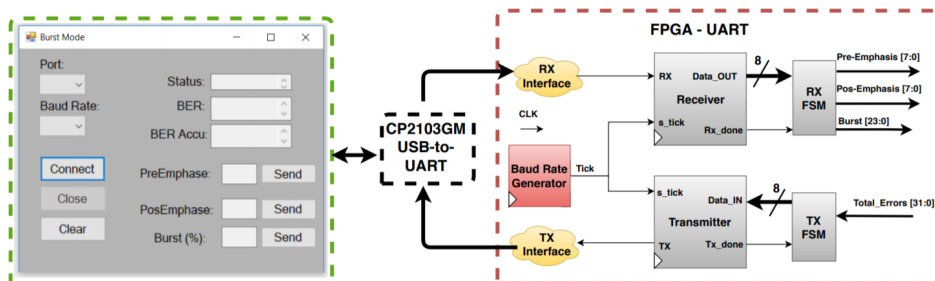 Burst Mode
Port:
Status:
Baud Rate:
BER:
BER Accu:
Connect
PreEmphase:
Send
Close
PosEmphase:
Send
Clear
Burst (%):
Send
CP2103GM
USB-to-
UART
FPGA - UART
RX
Interface
CLK
Baud Rate
Generator
Tick
TX
Interface
RX
Data_OUT
Receiver
s_tick
Rx_done
8
RX
FSM
Pre-Emphasis [7:0]
Pos-Emphasis [7:0]
Burst [23:0]
s_tick
Data_IN
Transmitter
TX
Tx_done
8
TX
FSM
Total_Errors [31:0]